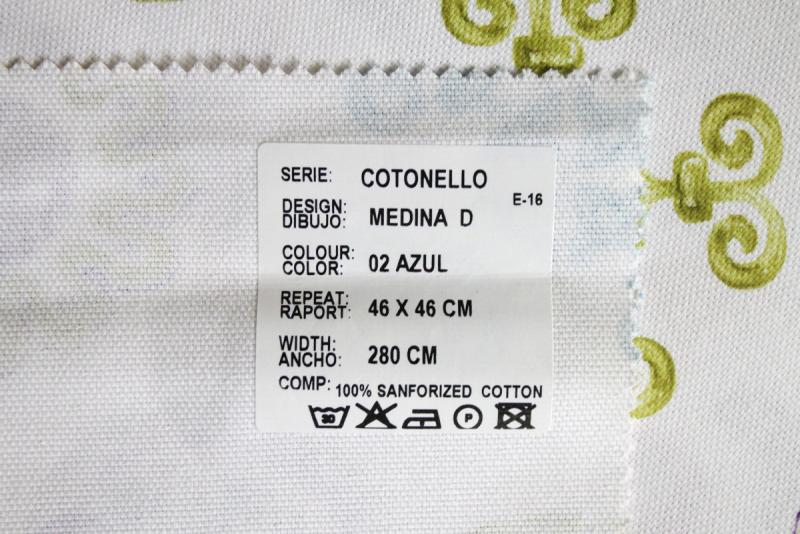 SERIE: COTONELLO
E-16
DESIGN:
DIBUJO: MEDINA D
COLOUR:
COLOR: 02 AZUL
REPEAT:
RAPORT: 46 X 46 CM
WIDTH:
ANCHO: 280 CM
COMP: 100% SANFORIZED COTTON
30 P